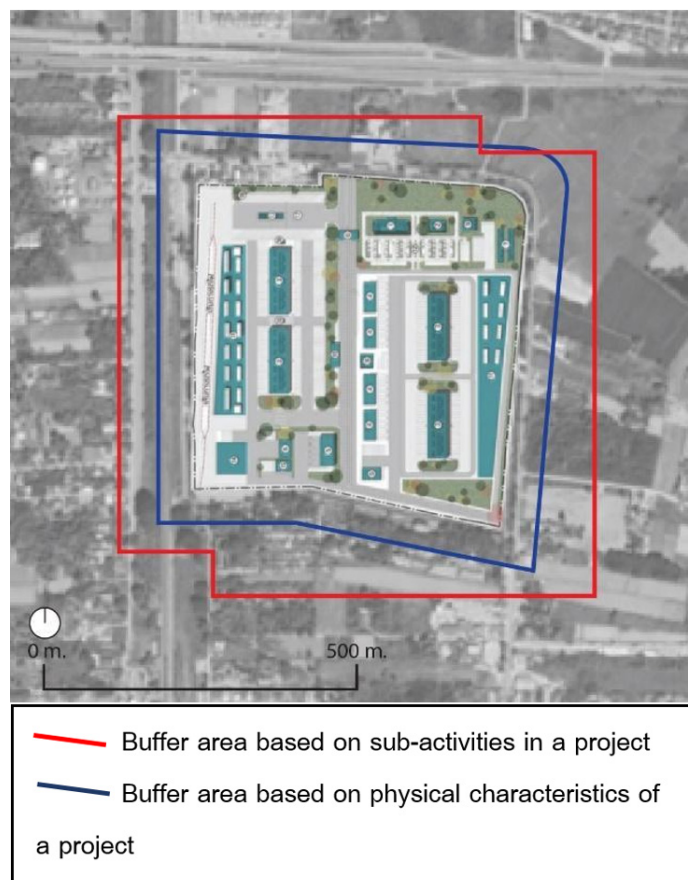 0 m.
500 m.
Buffer area based on sub-activities in a project
Buffer area based on physical characteristics of
a project